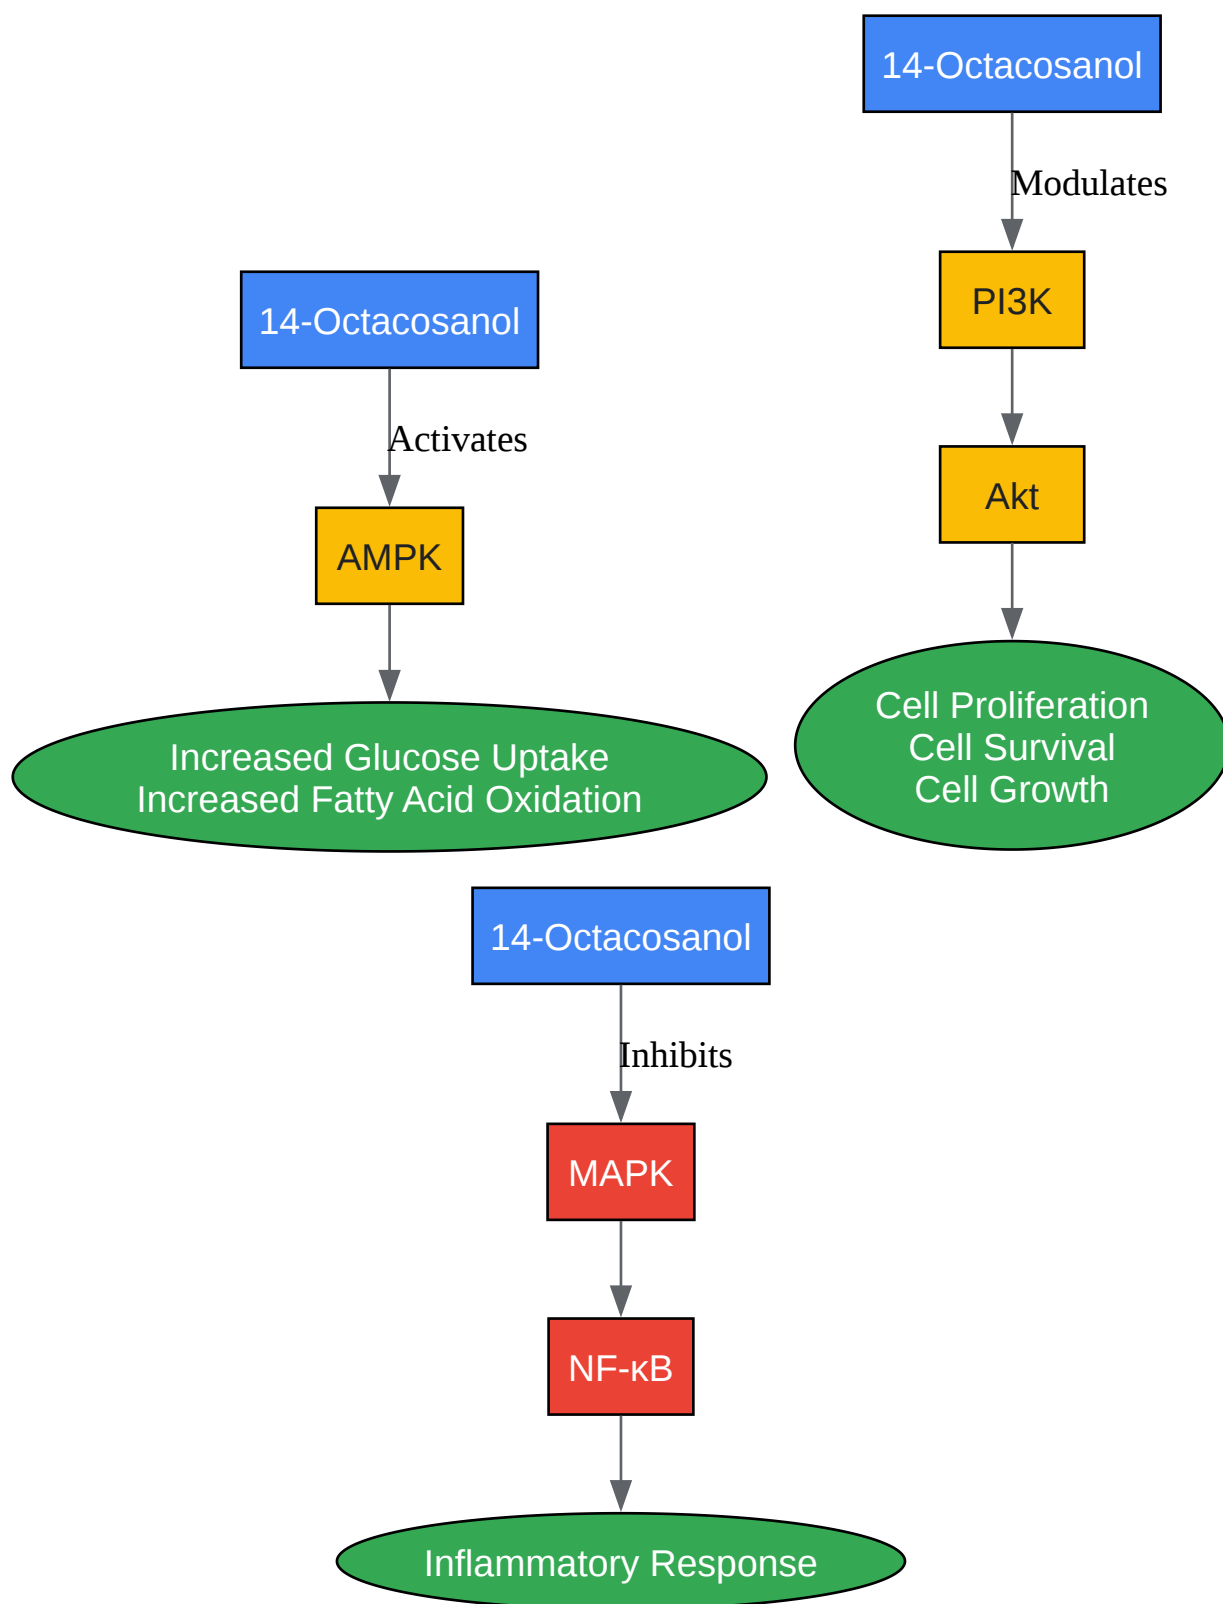 14-Octacosanol
Modulates
PI3K
Akt
Cell Proliferation
Cell Survival
Cell Growth
14-Octacosanol
Activates
AMPK
Increased Glucose Uptake
Increased Fatty Acid Oxidation
14-Octacosanol
Inhibits
MAPK
NF-κB
Inflammatory Response